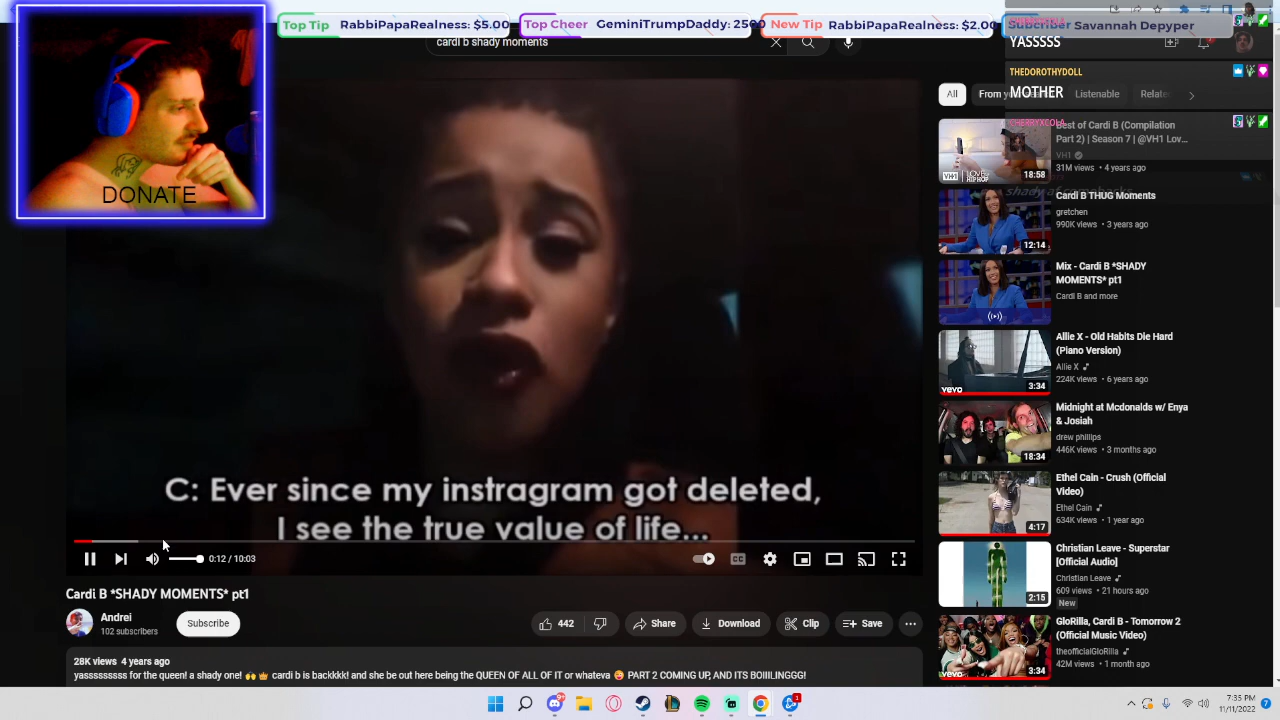 Top Tip RabbiPapaRealness: $5.00 Top Cheer GeminiTrumpDaddy: 2500 New Tip RabbiPapaRealness: $2.00 Savannah Depyper
cardi b shady moments
YASSSSS
THEDOROTHYDOLL
MOTHER
All From Listenable
CHERRYXCOLA
DONATE
Best of Cardi B (Compilation
Part 2) | Season 7 | @VH1 Lov...
VH1
31M views • 4 years ago
VH1 LOVE HIP HOP
18:58
Cardi B THUG Moments
gretchen
990K views • 3 years ago
12:14
Mix - Cardi B *SHADY
MOMENTS* pt1
Cardi B and more
Allie X - Old Habits Die Hard
(Piano Version)
Allie X
224K views • 6 years ago
vevo 3:34
Midnight at Mcdonalds w/ Enya
& Josiah
drew phillips
446K views • 3 months ago
18:34
Ethel Cain - Crush (Official
Video)
Ethel Cain
634K views • 1 year ago
4:17
Christian Leave - Superstar
[Official Audio]
Christian Leave
609 views • 21 hours ago
New
2:15
GloRilla, Cardi B - Tomorrow 2
(Official Music Video)
theofficialGloRilla
42M views • 1 month ago
vevo 3:34
C: Ever since my instragram got deleted,
I see the true value of life...
0:12 / 10:03
Cardi B *SHADY MOMENTS* pt1
Andrei
102 subscribers
Subscribe
442 Share Download Clip Save
28K views 4 years ago
yasssssssss for the queen! a shady one! 🙌 👑 cardi b is backkkk! and she be out here being the QUEEN OF ALL OF IT or whateva 🥰 PART 2 COMING UP, AND ITS BOIIILINGGG!
7:35 PM
11/11/2022